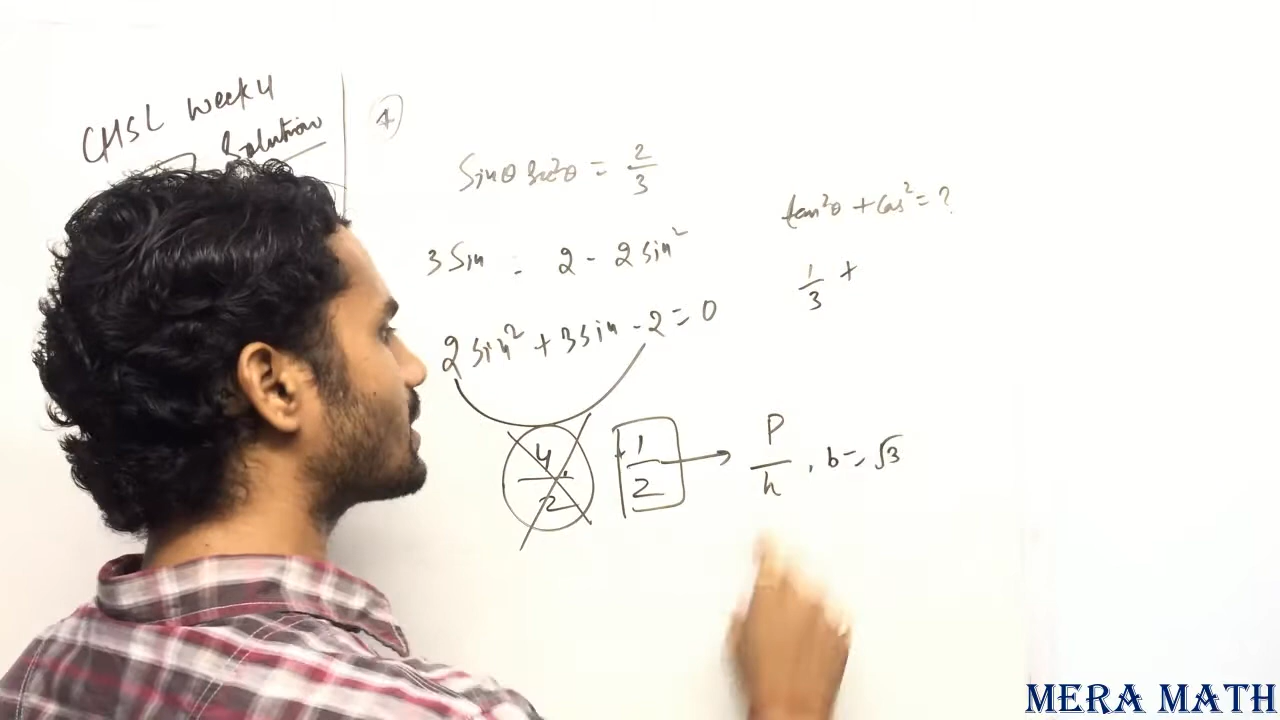 CHSL Week 4
Solution
4
Sinθ sec²θ = 2/3
3 Sin = 2 - 2 sin²
2 sin² + 3 sin - 2 = 0
4/2 1/2 → P/h, b = √3
tan²θ + cos² = ?
1/3 +
MERA MATH